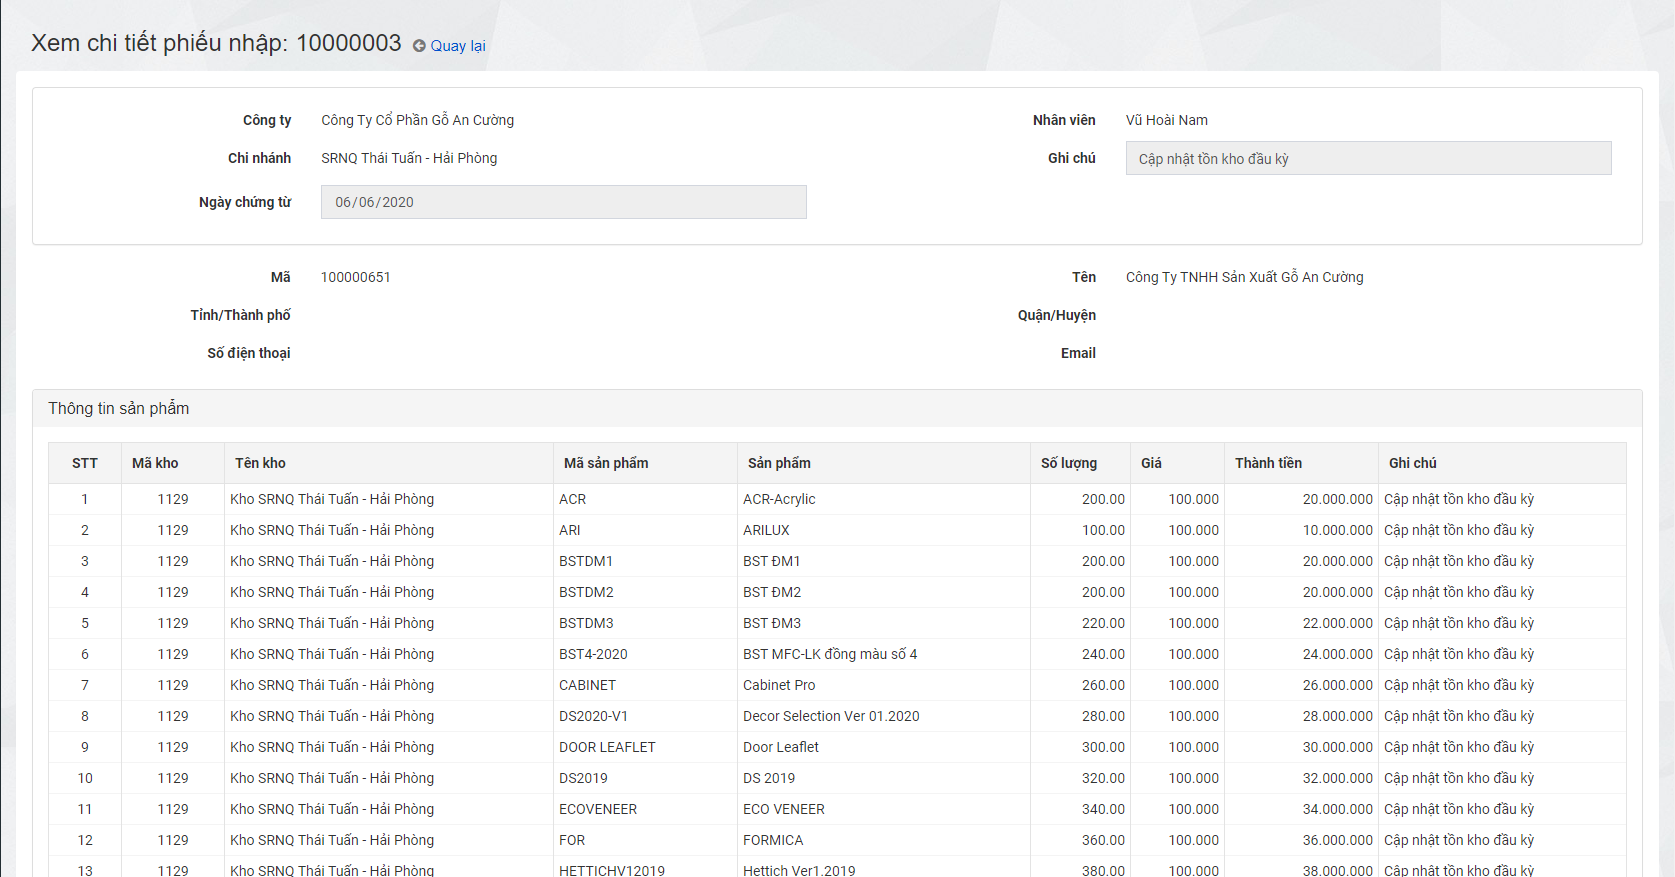 Xem chi tiết phiếu nhập: 10000003 Quay lại
Công ty Công Ty Cổ Phần Gỗ An Cường Nhân viên Vũ Hoài Nam
Chi nhánh SRNQ Thái Tuấn - Hải Phòng Ghi chú Cập nhật tồn kho đầu kỳ
Ngày chứng từ 06/06/2020
Mã 100000651 Tên Công Ty TNHH Sản Xuất Gỗ An Cường
Tỉnh/Thành phố Quận/Huyện
Số điện thoại Email
Thông tin sản phẩm
STT Mã kho Tên kho Mã sản phẩm Sản phẩm Số lượng Giá Thành tiền Ghi chú
1 1129 Kho SRNQ Thái Tuấn - Hải Phòng ACR ACR-Acrylic 200.00 100.000 20.000.000 Cập nhật tồn kho đầu kỳ
2 1129 Kho SRNQ Thái Tuấn - Hải Phòng ARI ARILUX 100.00 100.000 10.000.000 Cập nhật tồn kho đầu kỳ
3 1129 Kho SRNQ Thái Tuấn - Hải Phòng BSTDM1 BST ĐM1 200.00 100.000 20.000.000 Cập nhật tồn kho đầu kỳ
4 1129 Kho SRNQ Thái Tuấn - Hải Phòng BSTDM2 BST ĐM2 200.00 100.000 20.000.000 Cập nhật tồn kho đầu kỳ
5 1129 Kho SRNQ Thái Tuấn - Hải Phòng BSTDM3 BST ĐM3 220.00 100.000 22.000.000 Cập nhật tồn kho đầu kỳ
6 1129 Kho SRNQ Thái Tuấn - Hải Phòng BST4-2020 BST MFC-LK đồng màu số 4 240.00 100.000 24.000.000 Cập nhật tồn kho đầu kỳ
7 1129 Kho SRNQ Thái Tuấn - Hải Phòng CABINET Cabinet Pro 260.00 100.000 26.000.000 Cập nhật tồn kho đầu kỳ
8 1129 Kho SRNQ Thái Tuấn - Hải Phòng DS2020-V1 Decor Selection Ver 01.2020 280.00 100.000 28.000.000 Cập nhật tồn kho đầu kỳ
9 1129 Kho SRNQ Thái Tuấn - Hải Phòng DOOR LEAFLET Door Leaflet 300.00 100.000 30.000.000 Cập nhật tồn kho đầu kỳ
10 1129 Kho SRNQ Thái Tuấn - Hải Phòng DS2019 DS 2019 320.00 100.000 32.000.000 Cập nhật tồn kho đầu kỳ
11 1129 Kho SRNQ Thái Tuấn - Hải Phòng ECOVENEER ECO VENEER 340.00 100.000 34.000.000 Cập nhật tồn kho đầu kỳ
12 1129 Kho SRNQ Thái Tuấn - Hải Phòng FOR FORMICA 360.00 100.000 36.000.000 Cập nhật tồn kho đầu kỳ
13 1129 Kho SRNQ Thái Tuấn - Hải Phòng HETTICHV12019 Hettich Ver1.2019 380.00 100.000 38.000.000 Cập nhật tồn kho đầu kỳ